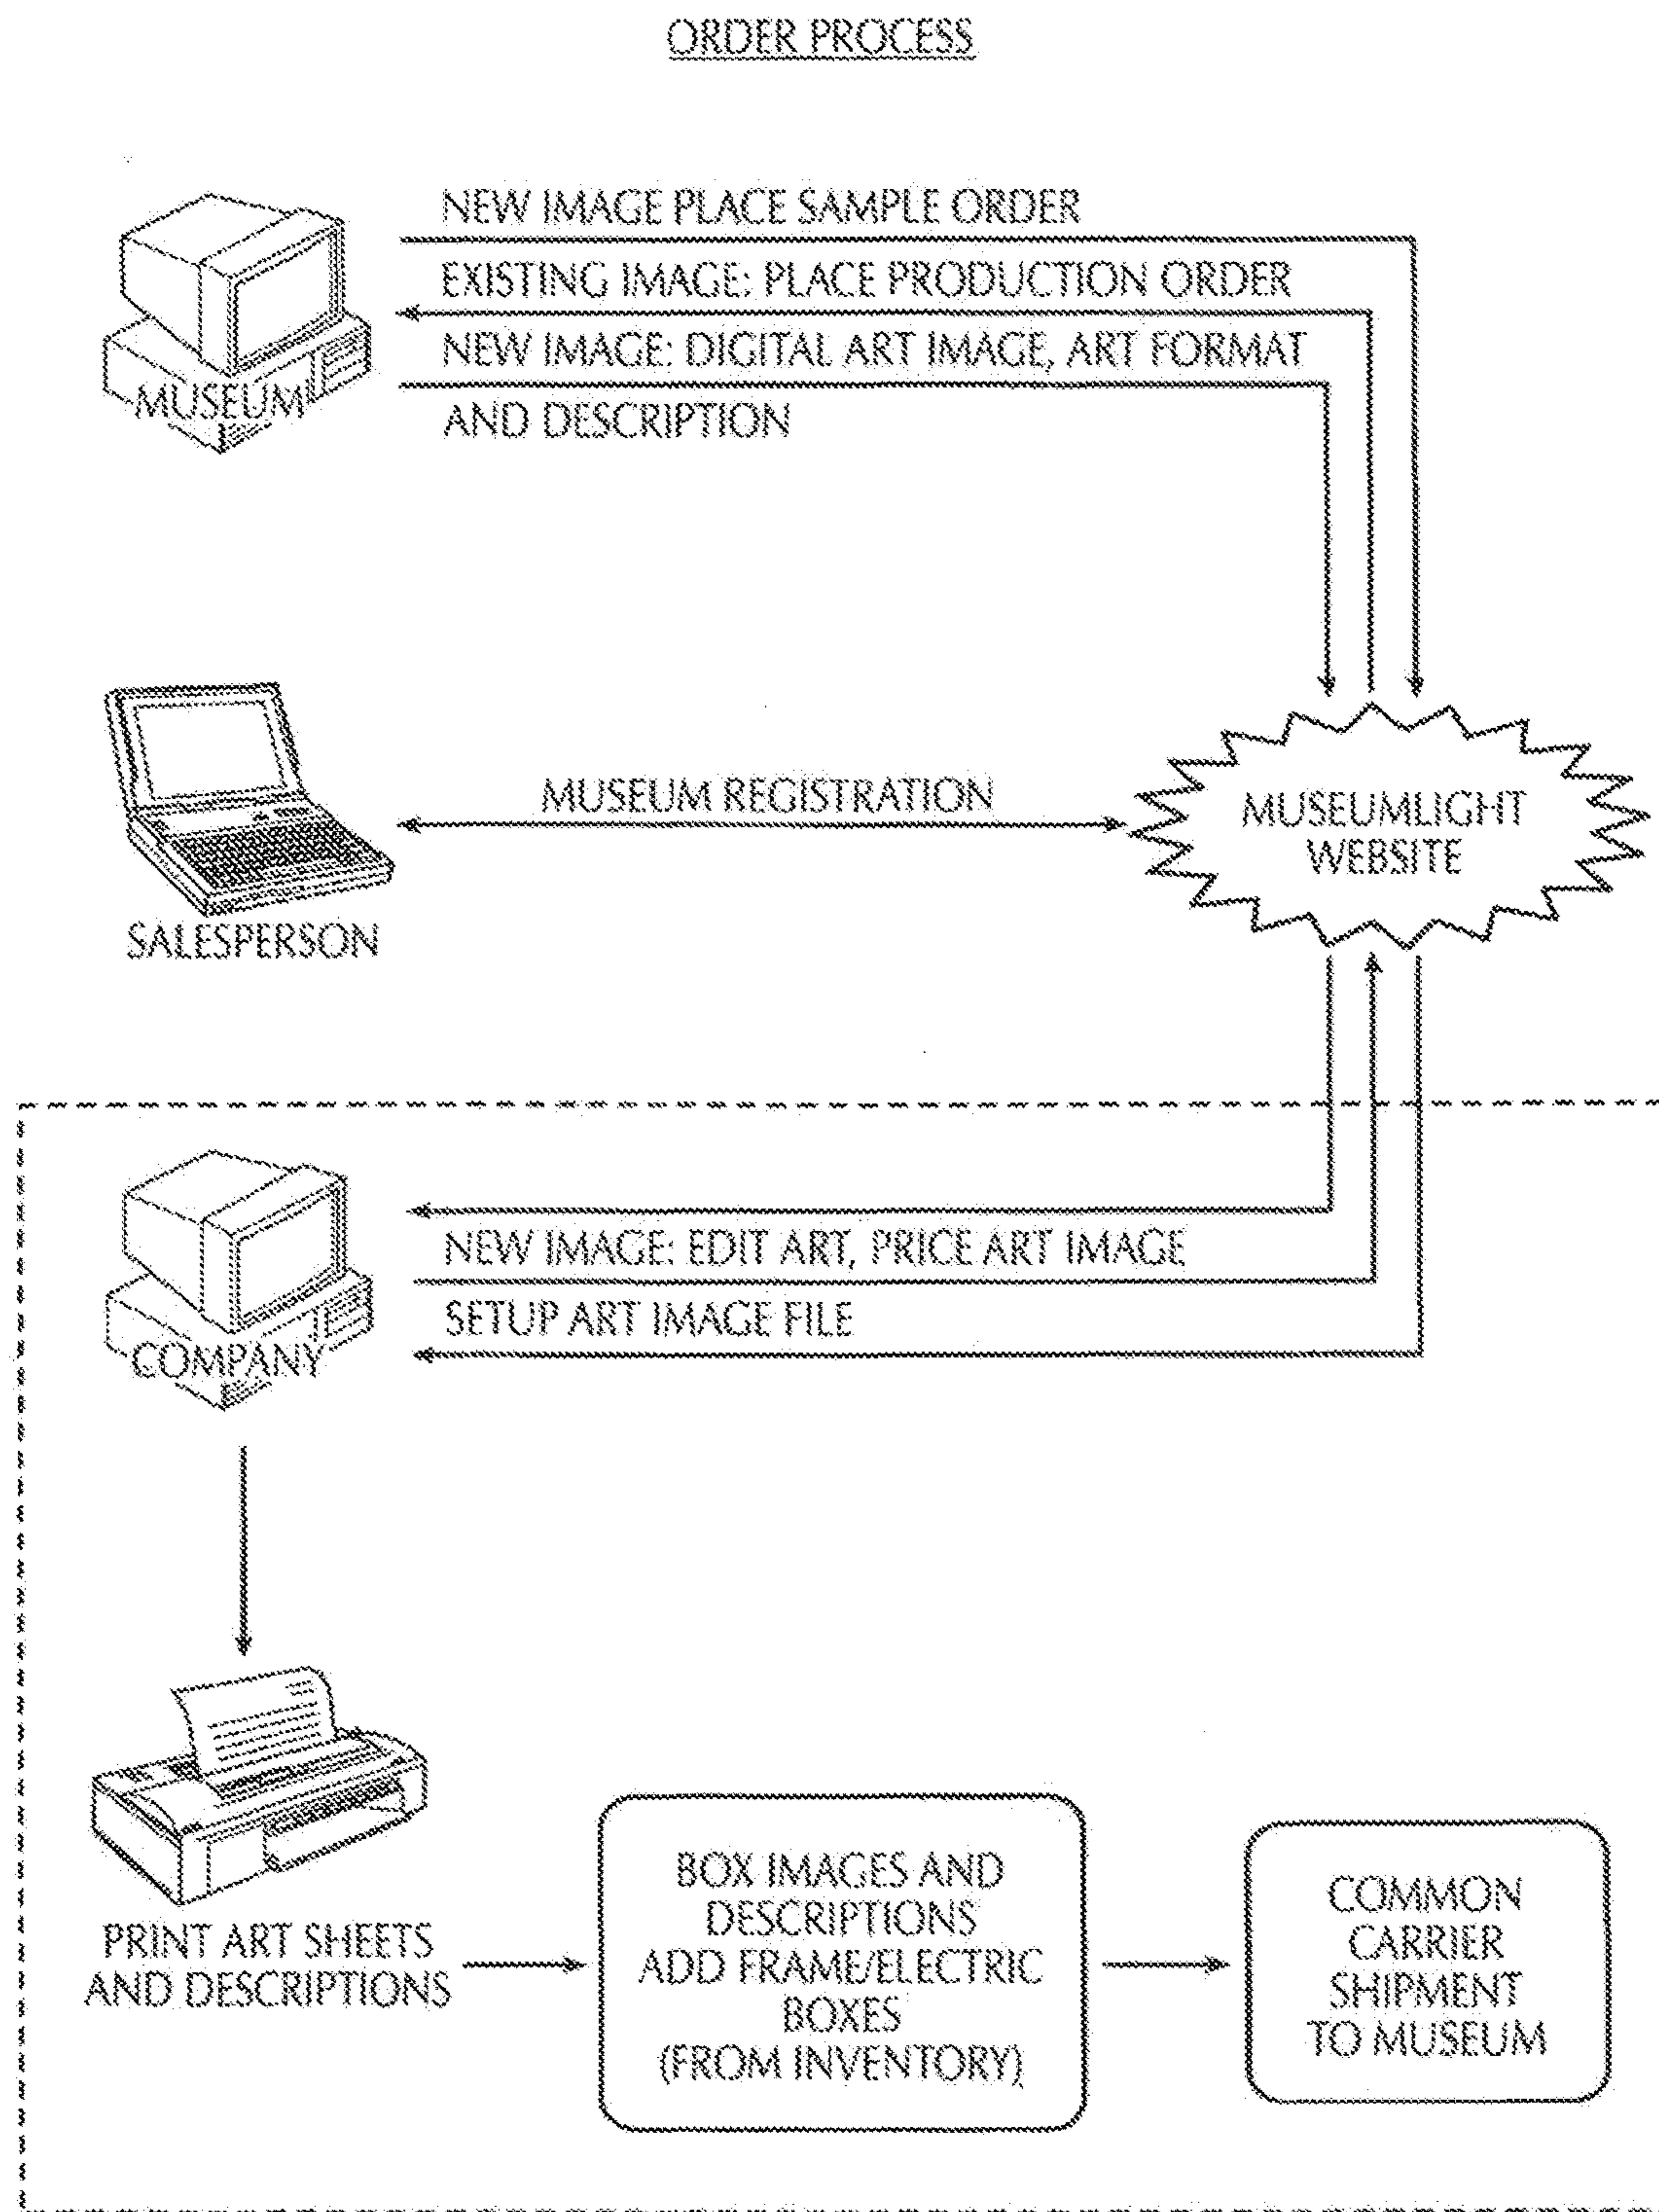 ORDER PROCESS
NEW IMAGE PLACE SAMPLE ORDER
EXISTING IMAGE: PLACE PRODUCTION ORDER
NEW IMAGE: DIGITAL ART IMAGE, ART FORMAT
AND DESCRIPTION
MUSEUM
MUSEUM REGISTRATION
MUSEUMLIGHT
WEBSITE
SALESPERSON
NEW IMAGE: EDIT ART, PRICE ART IMAGE
SETUP ART IMAGE FILE
COMPANY
PRINT ART SHEETS
AND DESCRIPTIONS
BOX IMAGES AND
DESCRIPTIONS
ADD FRAME/ELECTRIC
BOXES
(FROM INVENTORY)
COMMON
CARRIER
SHIPMENT
TO MUSEUM